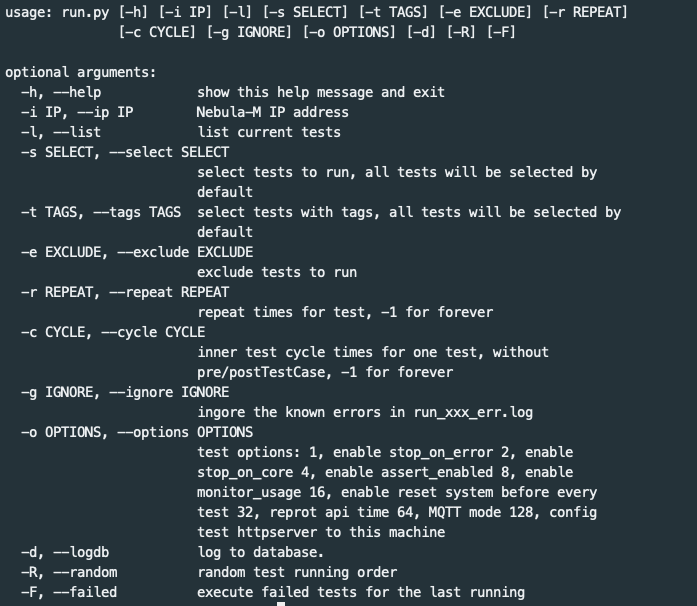 usage: run.py [-h] [-i IP] [-l] [-s SELECT] [-t TAGS] [-e EXCLUDE] [-r REPEAT]
              [-c CYCLE] [-g IGNORE] [-o OPTIONS] [-d] [-R] [-F]

optional arguments:
  -h, --help            show this help message and exit
  -i IP, --ip IP        Nebula-M IP address
  -l, --list            list current tests
  -s SELECT, --select SELECT
                        select tests to run, all tests will be selected by
                        default
  -t TAGS, --tags TAGS  select tests with tags, all tests will be selected by
                        default
  -e EXCLUDE, --exclude EXCLUDE
                        exclude tests to run
  -r REPEAT, --repeat REPEAT
                        repeat times for test, -1 for forever
  -c CYCLE, --cycle CYCLE
                        inner test cycle times for one test, without
                        pre/postTestCase, -1 for forever
  -g IGNORE, --ignore IGNORE
                        ingore the known errors in run_xxx_err.log
  -o OPTIONS, --options OPTIONS
                        test options: 1, enable stop_on_error 2, enable
                        stop_on_core 4, enable assert_enabled 8, enable
                        monitor_usage 16, enable reset system before every
                        test 32, reprot api time 64, MQTT mode 128, config
                        test httpserver to this machine
  -d, --logdb           log to database.
  -R, --random          random test running order
  -F, --failed          execute failed tests for the last running